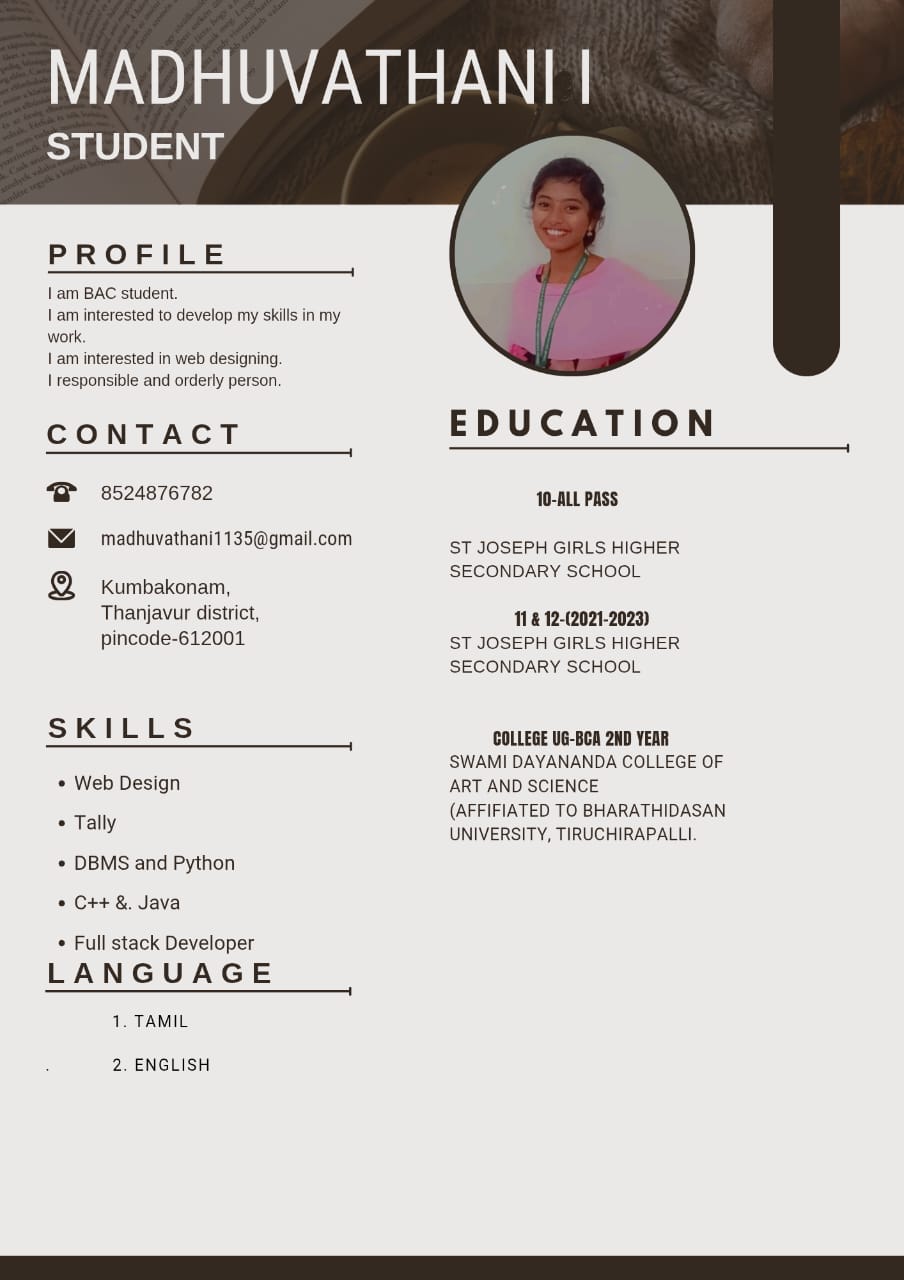 MADHUVATHANI I
STUDENT
PROFILE
I am BAC student.
I am interested to develop my skills in my
work.
I am interested in web designing.
I responsible and orderly person.
CONTACT
8524876782
madhuvathani1135@gmail.com
Kumbakonam,
Thanjavur district,
pincode-612001
SKILLS
• Web Design
• Tally
• DBMS and Python
• C++ &. Java
• Full stack Developer
LANGUAGE
1. TAMIL
. 2. ENGLISH
EDUCATION
10-ALL PASS
ST JOSEPH GIRLS HIGHER
SECONDARY SCHOOL
11 & 12-(2021-2023)
ST JOSEPH GIRLS HIGHER
SECONDARY SCHOOL
COLLEGE UG-BCA 2ND YEAR
SWAMI DAYANANDA COLLEGE OF
ART AND SCIENCE
(AFFIFIATED TO BHARATHIDASAN
UNIVERSITY, TIRUCHIRAPALLI.